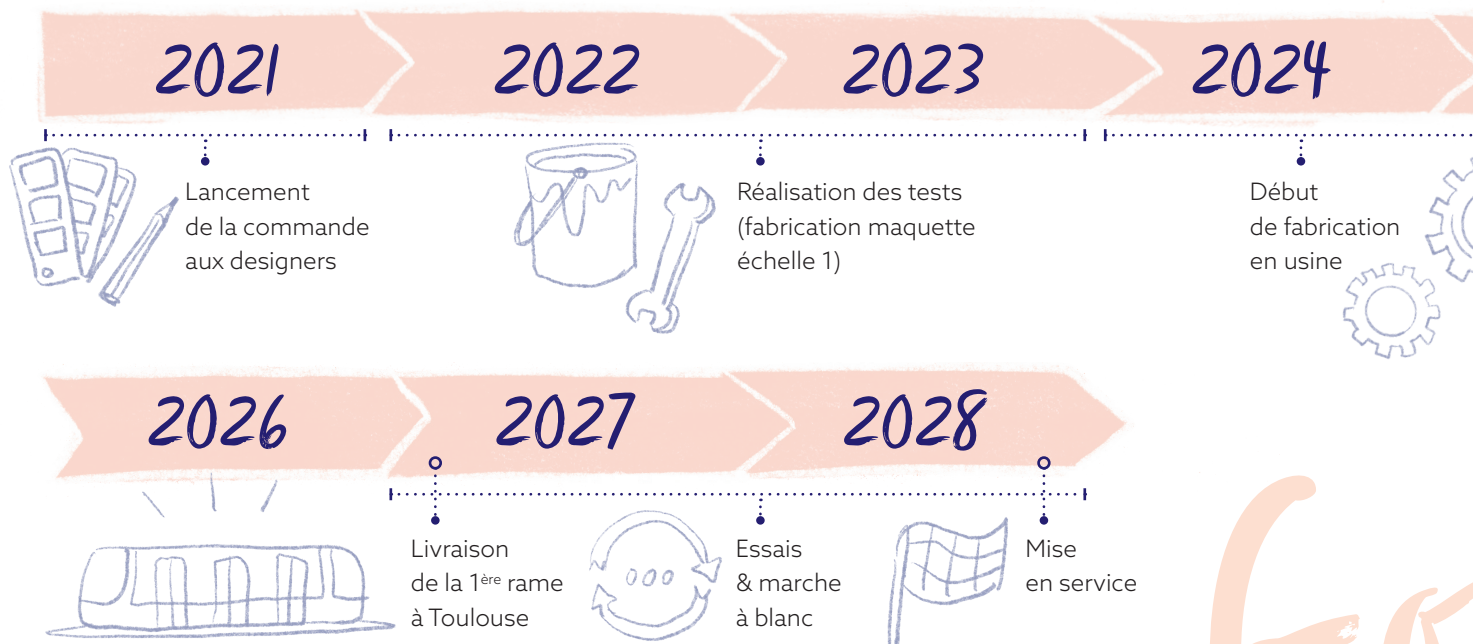 2021
2022
2023
2024
Lancement
de la commande
aux designers
Réalisation des tests
(fabrication maquette
échelle 1)
Début
de fabrication
en usine
2026
2027
2028
Livraison
de la 1ère rame
à Toulouse
Essais
& marche
à blanc
Mise
en service